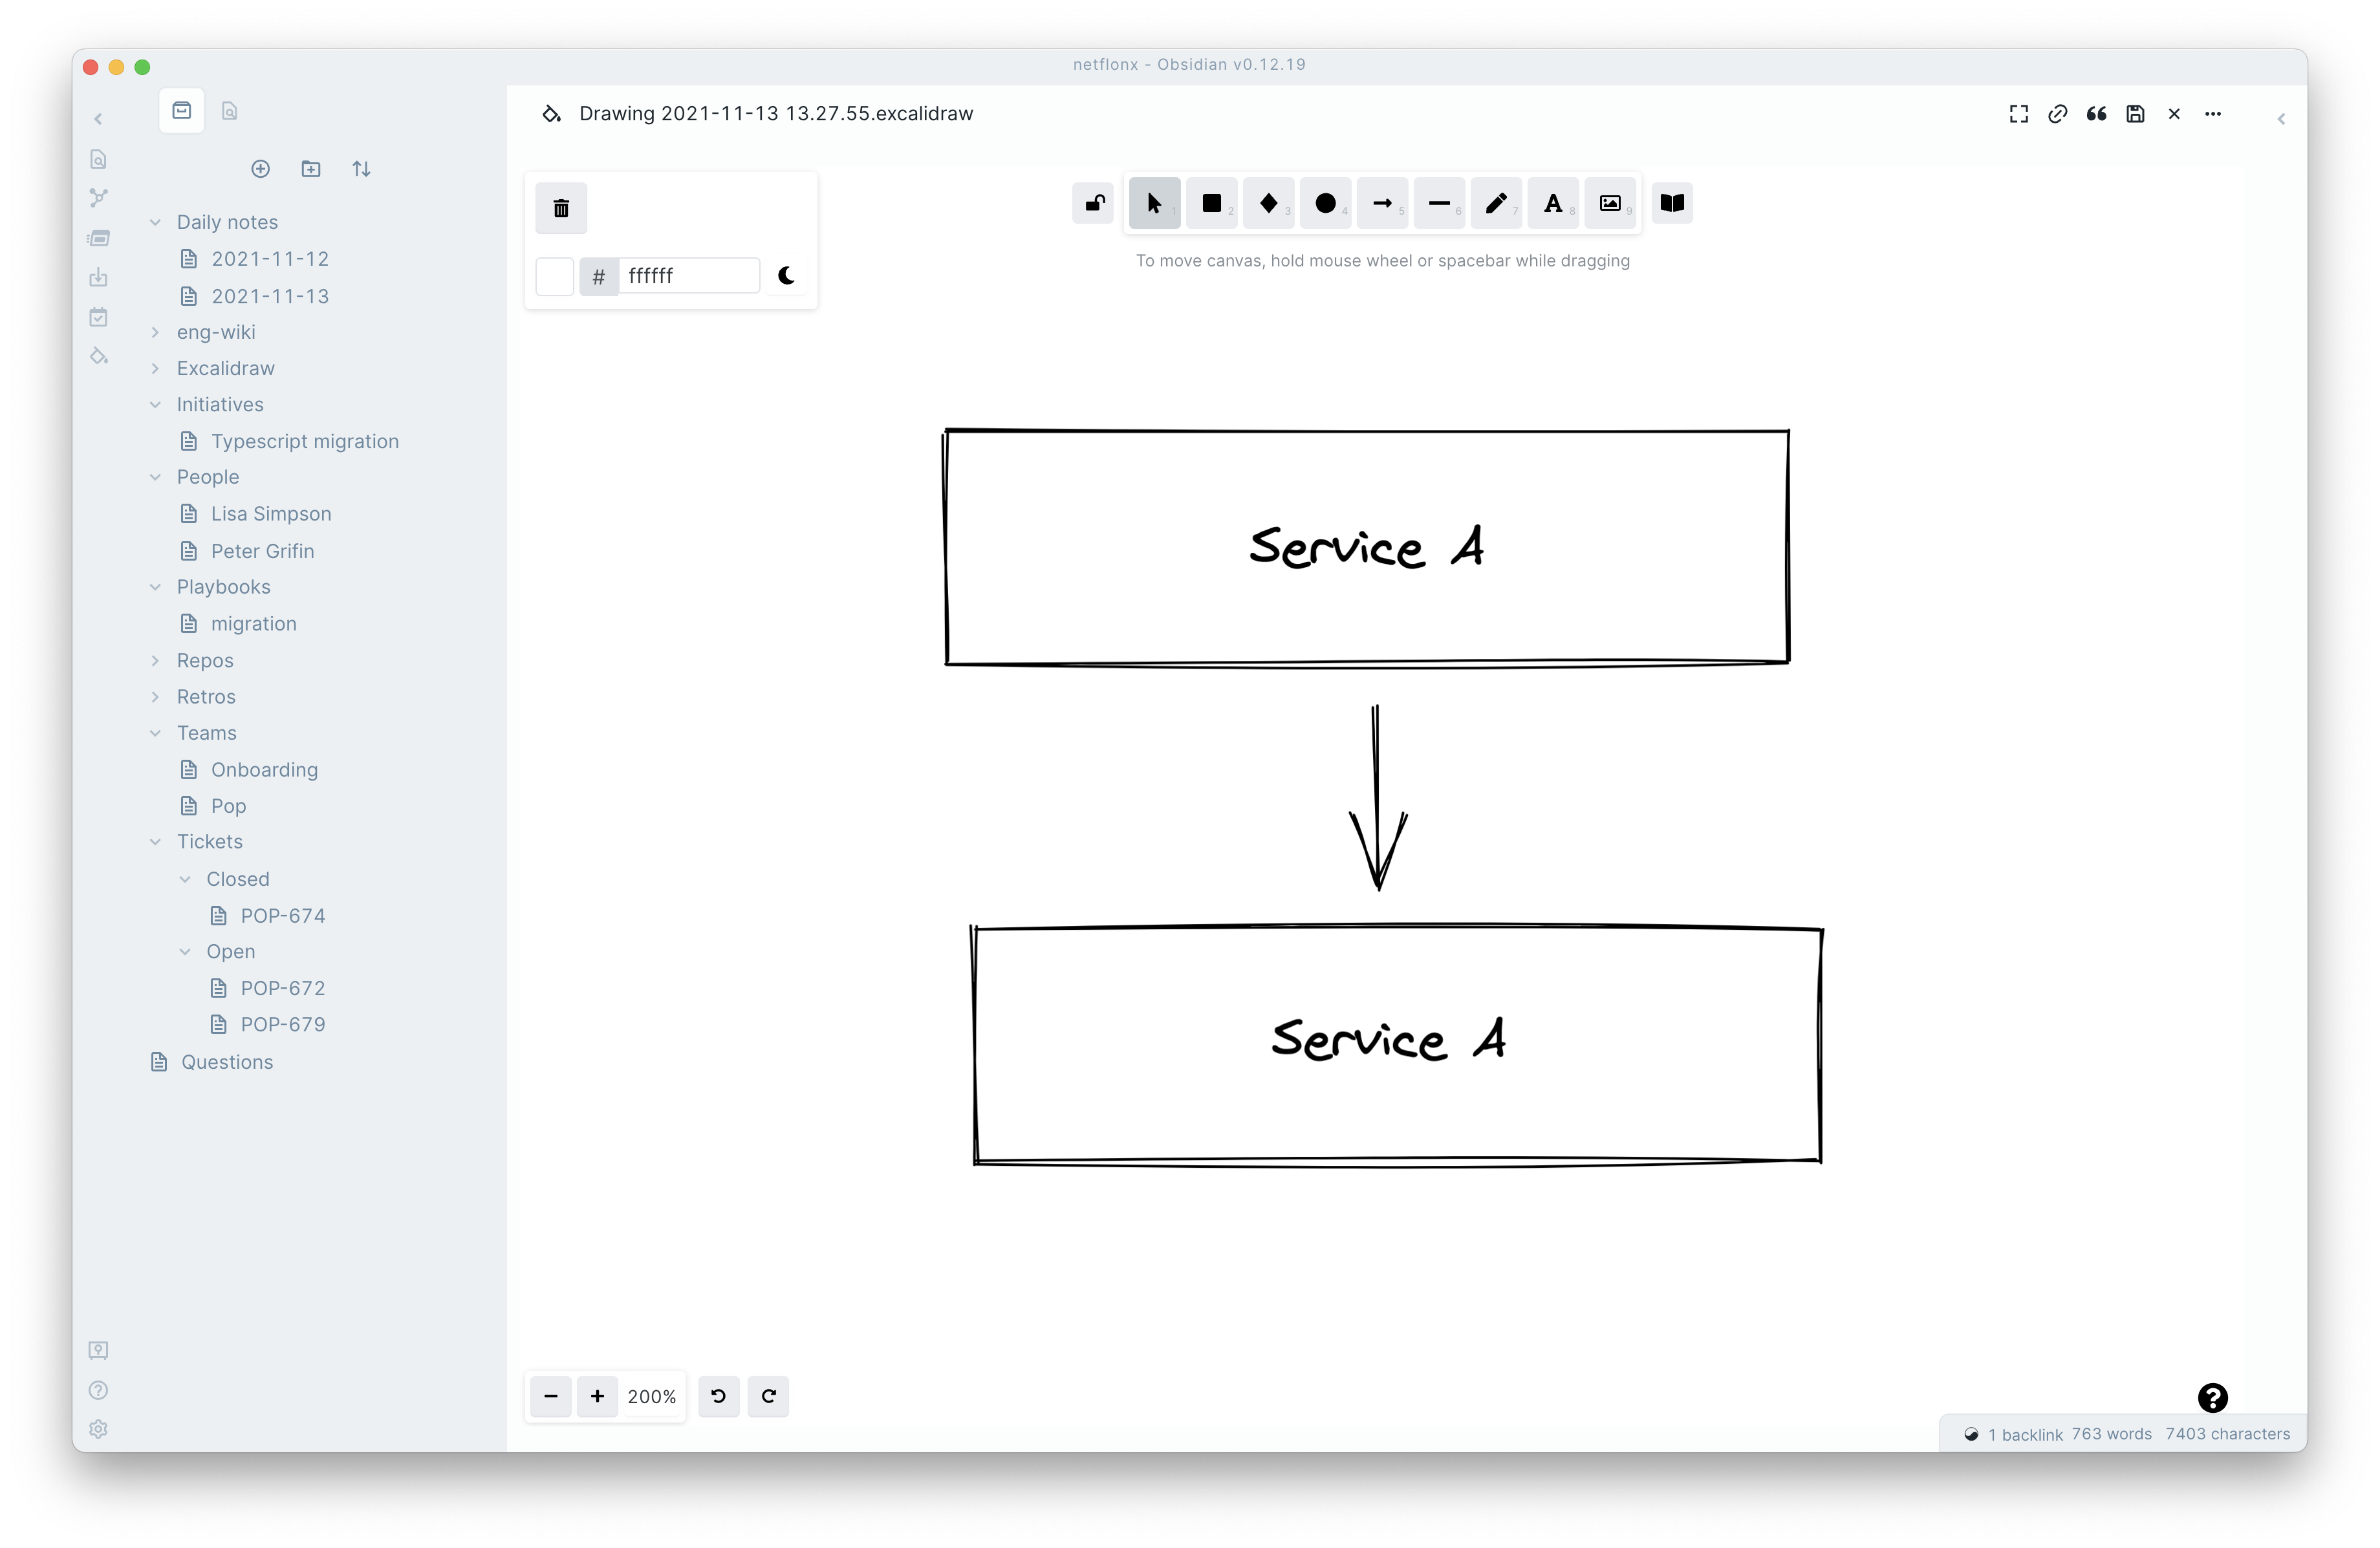 netflonx - Obsidian v0.12.19
Drawing 2021-11-13 13.27.55.excalidraw
Daily notes
2021-11-12
2021-11-13
eng-wiki
Excalidraw
Initiatives
Typescript migration
People
Lisa Simpson
Peter Grifin
Playbooks
migration
Repos
Retros
Teams
Onboarding
Pop
Tickets
Closed
POP-674
Open
POP-672
POP-679
Questions
# ffffff
1 2 3 4 5 6 7 A 8 9
To move canvas, hold mouse wheel or spacebar while dragging
Service A
Service A
200%
1 backlink 763 words 7403 characters